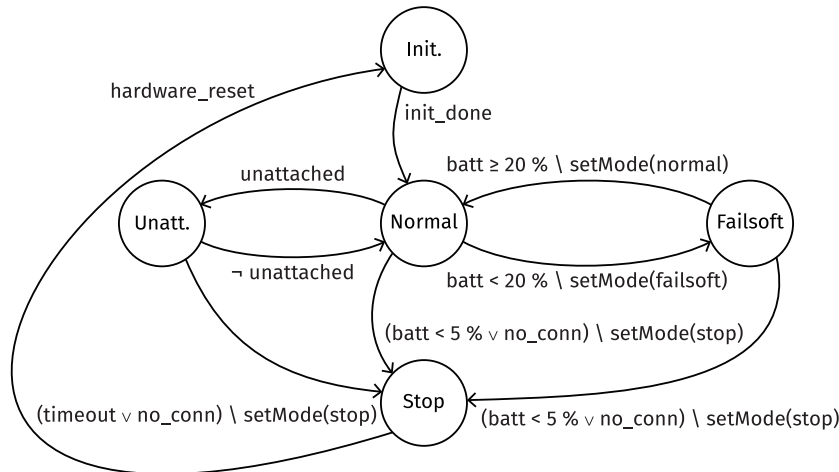 Init.
hardware_reset
init_done
unattached
batt ≥ 20 % \ setMode(normal)
Unatt.
Normal
Failsoft
¬ unattached
batt < 20 % \ setMode(failsoft)
(batt < 5 % ∨ no_conn) \ setMode(stop)
Stop
(timeout ∨ no_conn) \ setMode(stop)
(batt < 5 % ∨ no_conn) \ setMode(stop)